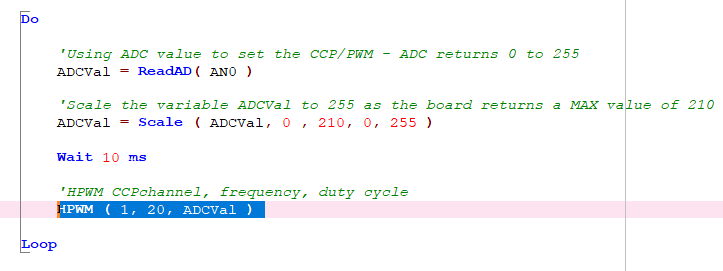 Do
'Using ADC value to set the CCP/PWM - ADC returns 0 to 255
ADCVal = ReadAD( AN0 )
'Scale the variable ADCVal to 255 as the board returns a MAX value of 210
ADCVal = Scale ( ADCVal, 0 , 210, 0, 255 )
Wait 10 ms
'HPWM CCPohannel, frequency, duty cycle
HPWM ( 1, 20, ADCVal )
Loop